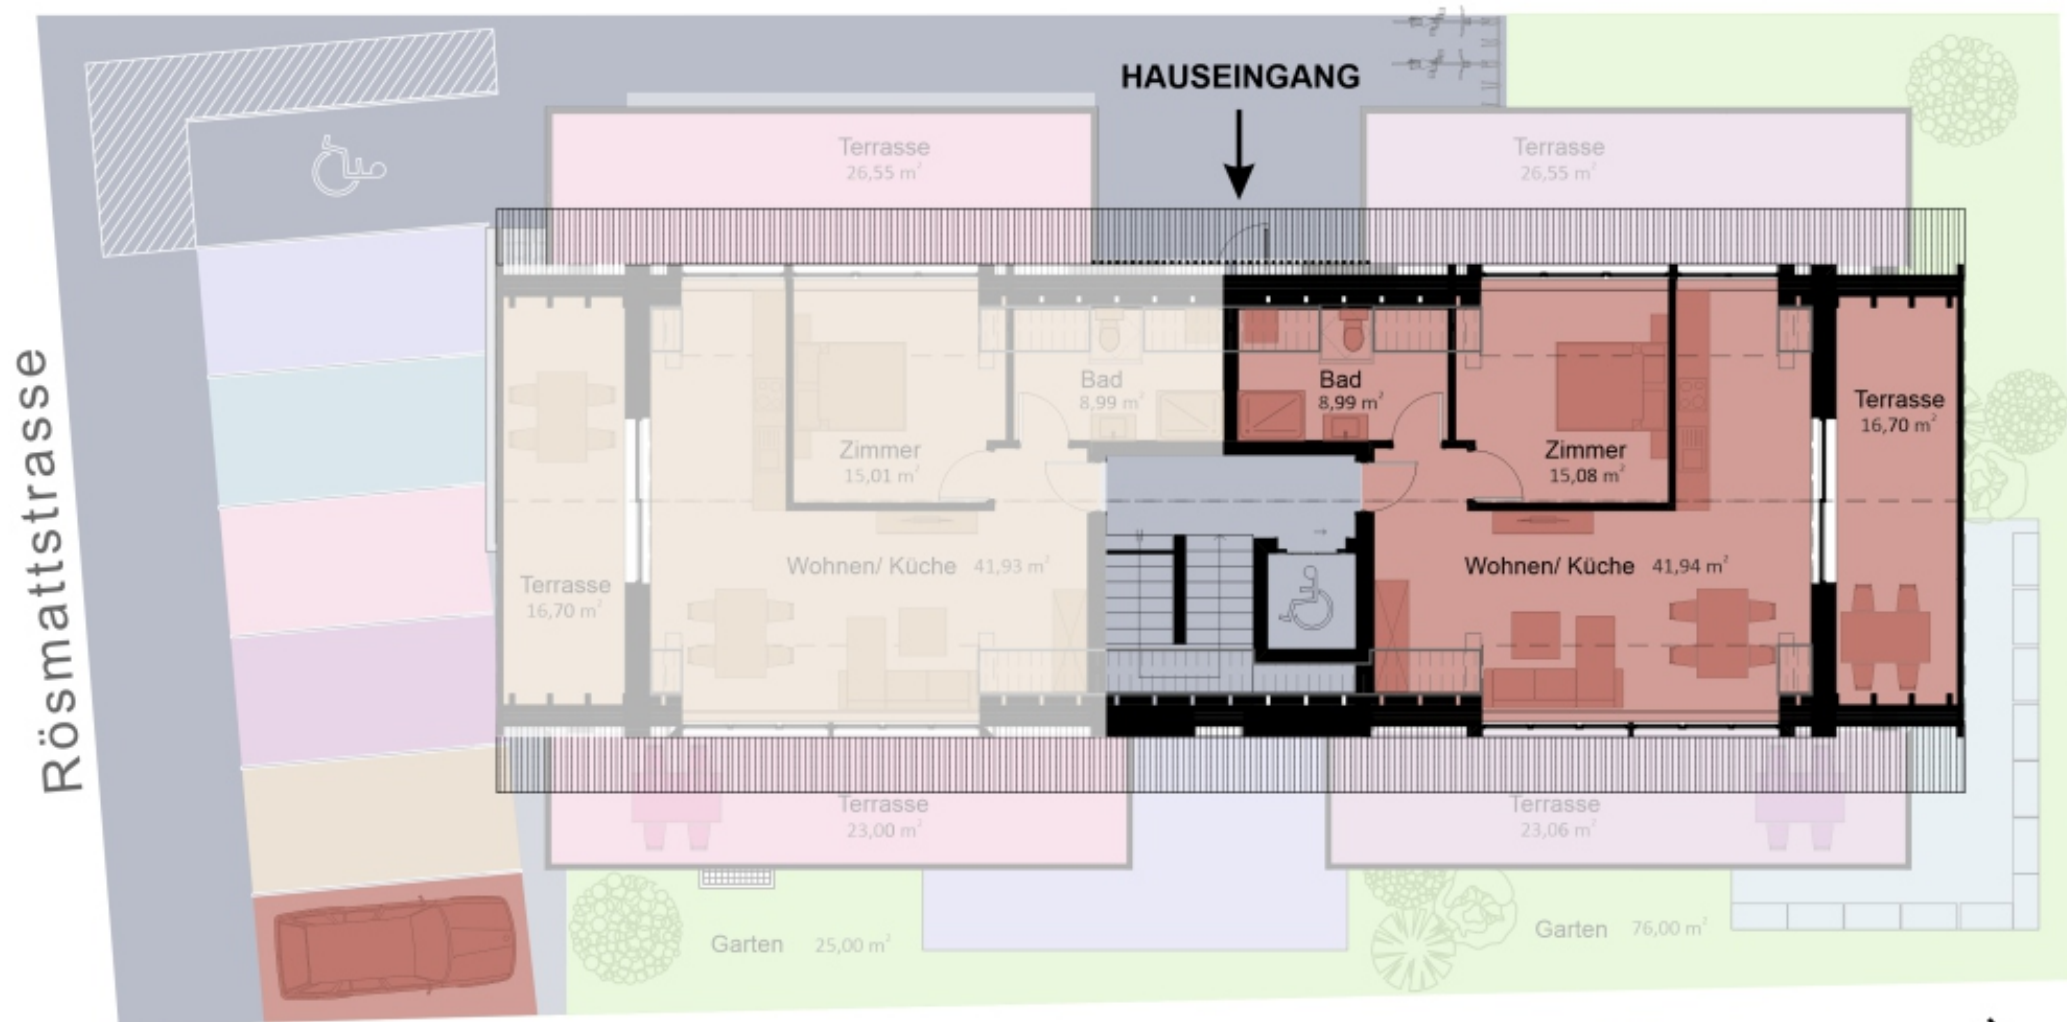 HAUSEINGANG
Terrasse
26,55 m²
Terrasse
26,55 m²
Rösmattstrasse
Bad
8,99 m²
Bad
8,99 m²
Terrasse
16,70 m²
Zimmer
15,01 m²
Zimmer
15,08 m²
Terrasse
16,70 m²
Wohnen/ Küche 41,93 m²
Wohnen/ Küche 41,94 m²
Terrasse
23,00 m²
Terrasse
23,06 m²
Garten 25,00 m²
Garten 76,00 m²